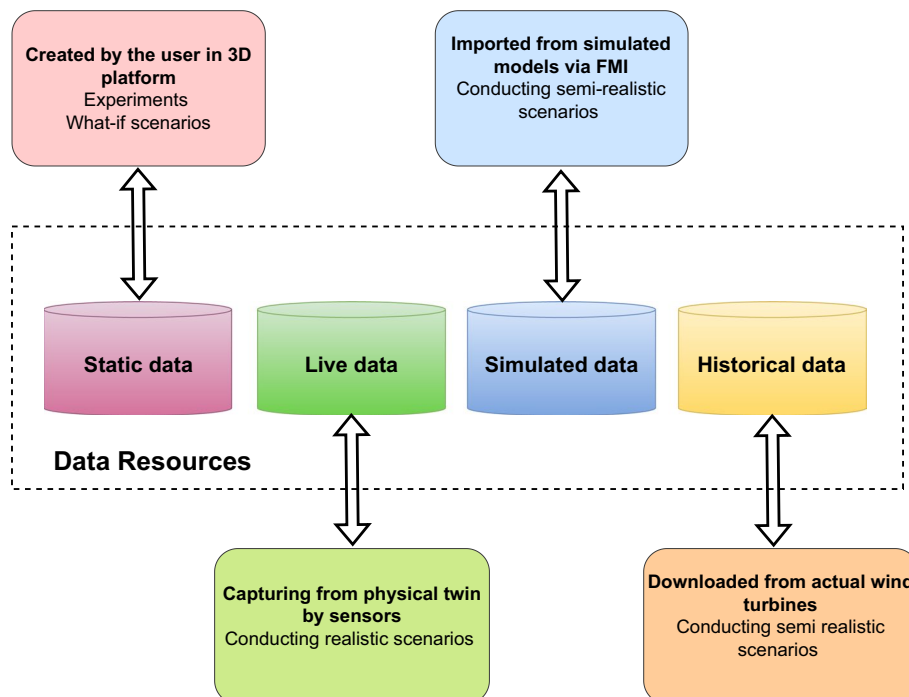 Created by the user in 3D
platform
Experiments
What-if scenarios
Imported from simulated
models via FMI
Conducting semi-realistic
scenarios
Static data
Live data
Simulated data
Historical data
Data Resources
Capturing from physical twin
by sensors
Conducting realistic scenarios
Downloaded from actual wind
turbines
Conducting semi realistic
scenarios